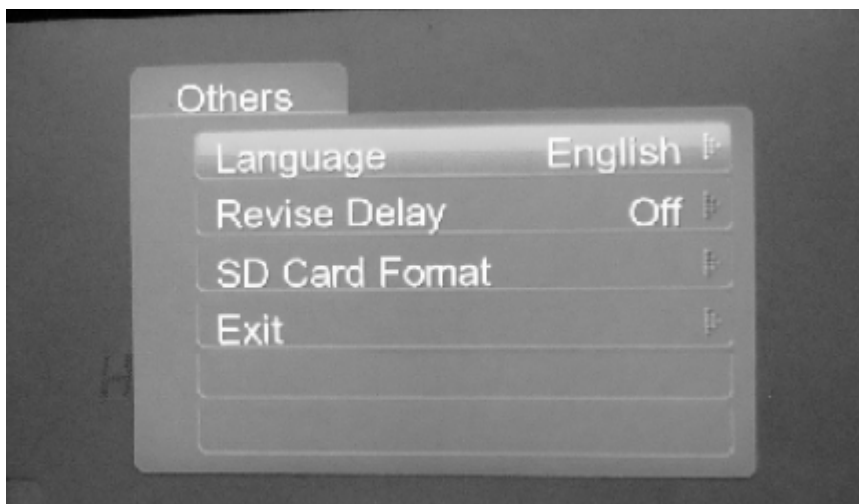 Others
Language English
Revise Delay Off
SD Card Fomat
Exit